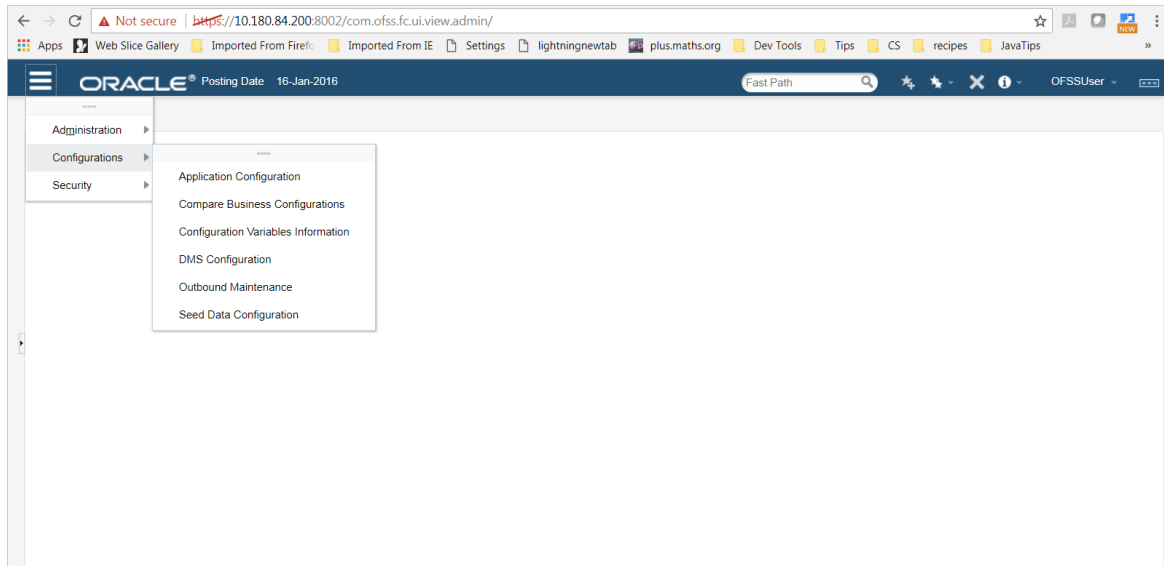 Not secure | https://10.180.84.200:8002/com.ofss.fc.ui.view.admin/
Apps Web Slice Gallery Imported From Firefo Imported From IE Settings lightningnewtab plus.maths.org Dev Tools Tips CS recipes JavaTips »
NEW
ORACLE® Posting Date 16-Jan-2016 Fast Path OFSSUser
Administration
Configurations
Security
Application Configuration
Compare Business Configurations
Configuration Variables Information
DMS Configuration
Outbound Maintenance
Seed Data Configuration